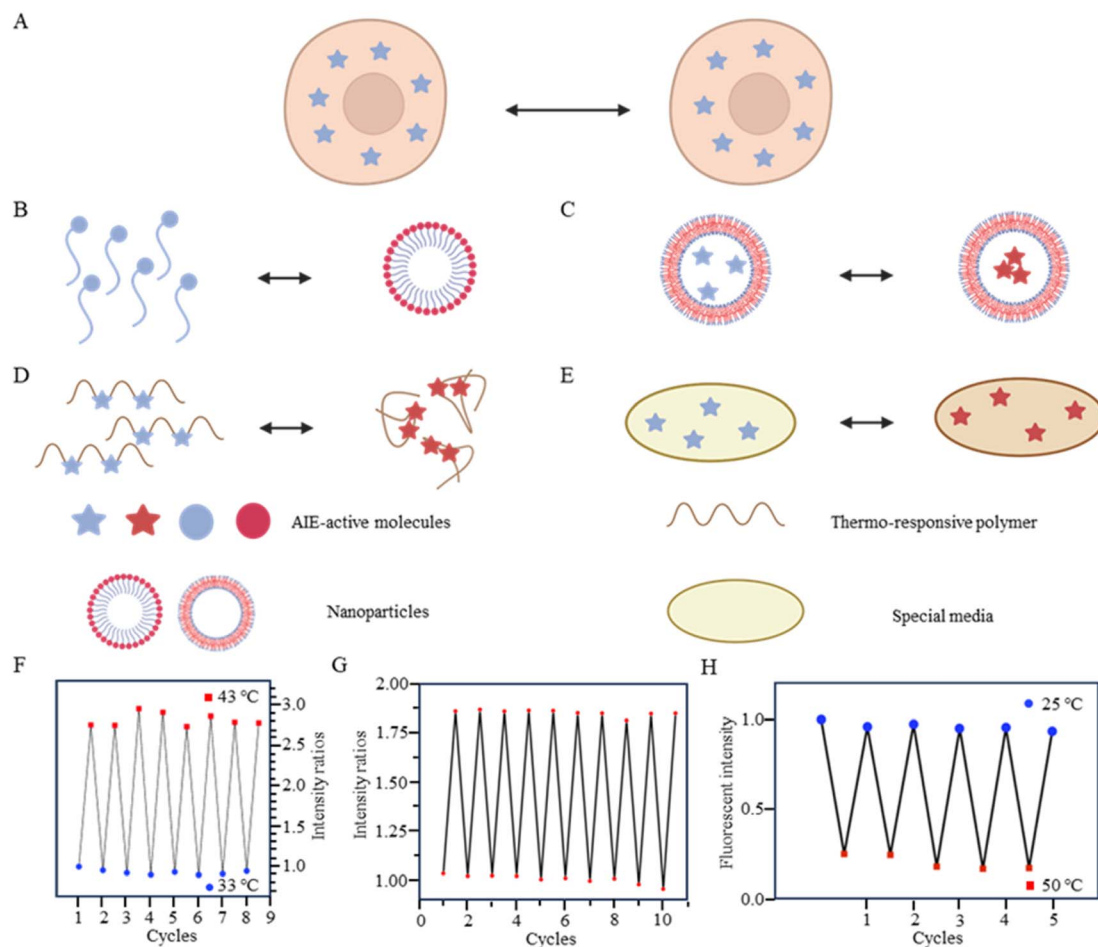 A
B
C
D
E
AIE-active molecules
Thermo-responsive polymer
Nanoparticles
Special media
F
43 °C
33 °C
3.0
2.5
2.0
1.5
1.0
Intensity ratios
1 2 3 4 5 6 7 8 9
Cycles
G
2.00
1.75
1.50
1.25
1.00
Intensity ratios
0 2 4 6 8 10
Cycles
H
25 °C
50 °C
1.0
0.5
0.0
Fluorescent intensity
1 2 3 4 5
Cycles